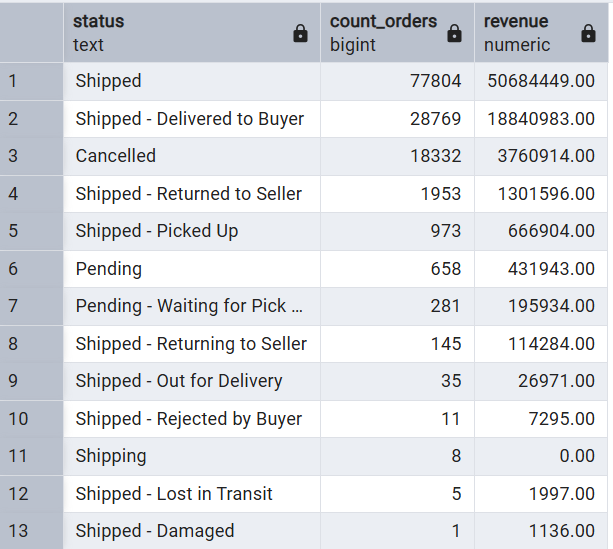 status count_orders revenue
text bigint numeric
1 Shipped 77804 50684449.00
2 Shipped - Delivered to Buyer 28769 18840983.00
3 Cancelled 18332 3760914.00
4 Shipped - Returned to Seller 1953 1301596.00
5 Shipped - Picked Up 973 666904.00
6 Pending 658 431943.00
7 Pending - Waiting for Pick ... 281 195934.00
8 Shipped - Returning to Seller 145 114284.00
9 Shipped - Out for Delivery 35 26971.00
10 Shipped - Rejected by Buyer 11 7295.00
11 Shipping 8 0.00
12 Shipped - Lost in Transit 5 1997.00
13 Shipped - Damaged 1 1136.00